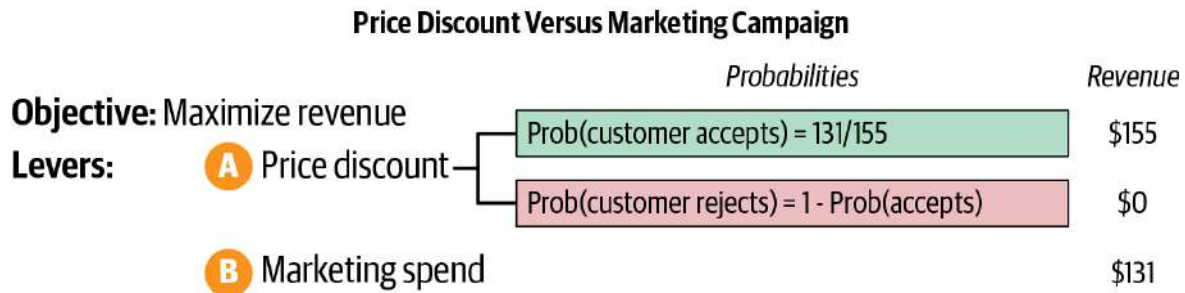 Price Discount Versus Marketing Campaign
Probabilities Revenue
Objective: Maximize revenue
Prob(customer accepts) = 131/155 $155
Levers: A Price discount
Prob(customer rejects) = 1 - Prob(accepts) $0
B Marketing spend $131